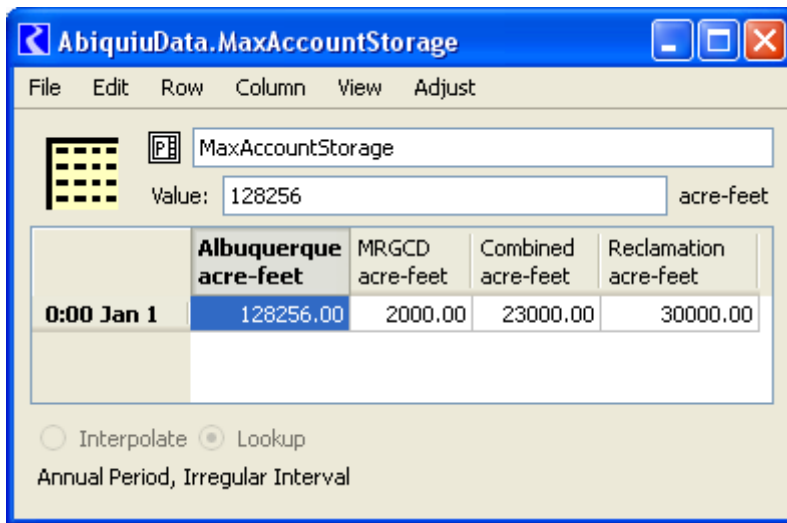 AbiquiuData.MaxAccountStorage
File Edit Row Column View Adjust
MaxAccountStorage
Value: 128256 acre-feet
Albuquerque MRGCD Combined Reclamation
acre-feet acre-feet acre-feet acre-feet
0:00 Jan 1 128256.00 2000.00 23000.00 30000.00
Interpolate Lookup
Annual Period, Irregular Interval